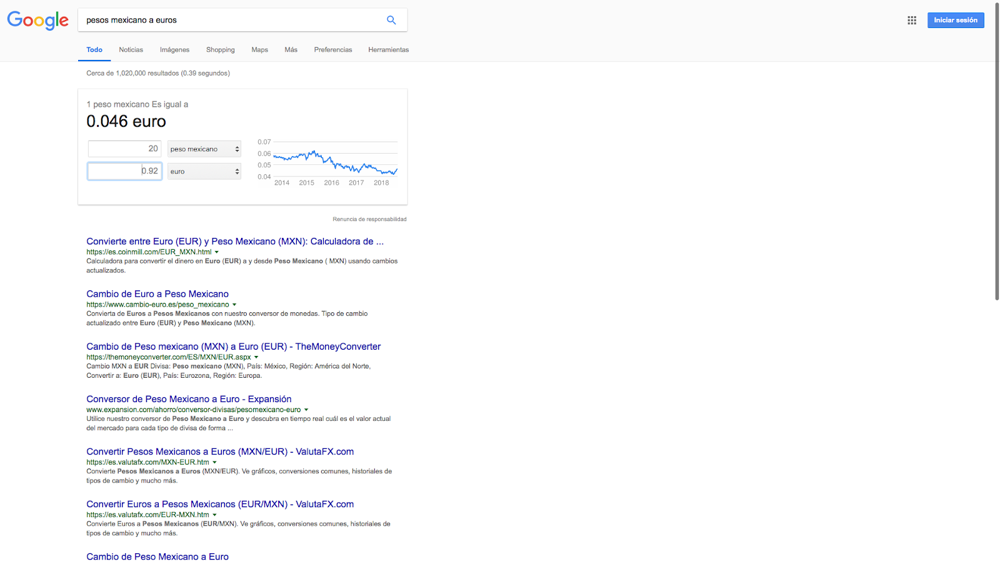 Google
pesos mexicano a euros
Iniciar sesión
Todo Noticias Imágenes Shopping Maps Más Preferencias Herramientas
Cerca de 1,020,000 resultados (0.39 segundos)
1 peso mexicano Es igual a
0.046 euro
20 peso mexicano
0.92 euro
0.07
0.06
0.05
0.04
2014 2015 2016 2017 2018
Renuncia de responsabilidad
Convierte entre Euro (EUR) y Peso Mexicano (MXN): Calculadora de ...
https://es.coinmill.com/EUR_MXN.html
Calculadora para convertir el dinero en Euro (EUR) a y desde Peso Mexicano ( MXN) usando cambios
actualizados.
Cambio de Euro a Peso Mexicano
https://www.cambio-euro.es/peso_mexicano
Convierta de Euros a Pesos Mexicanos con nuestro conversor de monedas. Tipo de cambio
actualizado entre Euro (EUR) y Peso Mexicano (MXN).
Cambio de Peso mexicano (MXN) a Euro (EUR) - TheMoneyConverter
https://themoneyconverter.com/ES/MXN/EUR.aspx
Cambio MXN a EUR Divisa: Peso mexicano (MXN), País: México, Región: América del Norte,
Convertir a: Euro (EUR), País: Eurozona, Región: Europa.
Conversor de Peso Mexicano a Euro - Expansión
www.expansion.com/ahorro/conversor-divisas/pesomexicano-euro
Utilice nuestro conversor de Peso Mexicano a Euro y descubra en tiempo real cuál es el valor actual
del mercado para cada tipo de divisa de forma ...
Convertir Pesos Mexicanos a Euros (MXN/EUR) - ValutaFX.com
https://es.valutafx.com/MXN-EUR.htm
Convierte Pesos Mexicanos a Euros (MXN/EUR). Ve gráficos, conversiones comunes, historiales de
tipos de cambio y mucho más.
Convertir Euros a Pesos Mexicanos (EUR/MXN) - ValutaFX.com
https://es.valutafx.com/EUR-MXN.htm
Convierte Euros a Pesos Mexicanos (EUR/MXN). Ve gráficos, conversiones comunes, historiales de
tipos de cambio y mucho más.
Cambio de Peso Mexicano a Euro